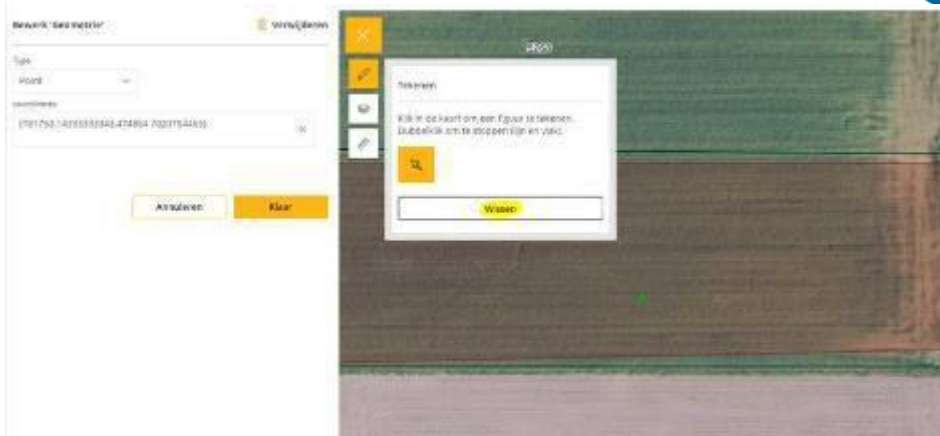 Bewerk 'Geometrie'
Verwijderen
Type
Point
Tekenen
Klik in de kaart om een figuur te tekenen.
Dubbelklik om te stoppen (lijn en vlak).
Wissen
Annuleren
Klaar